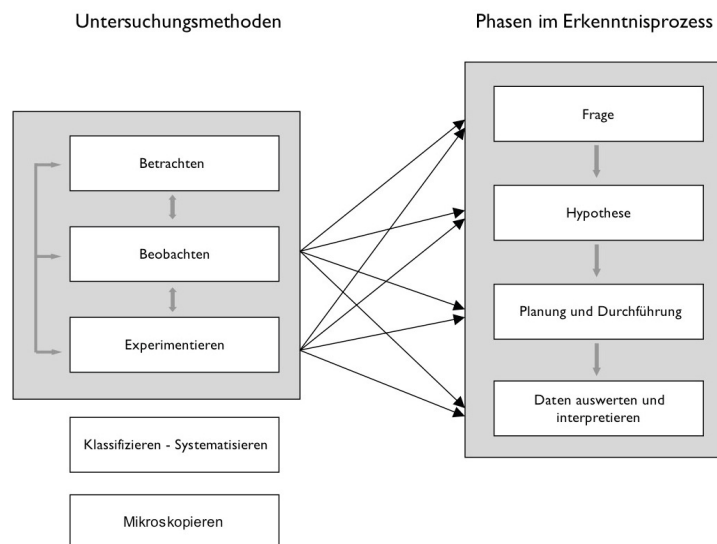 Untersuchungsmethoden
Betrachten
Beobachten
Experimentieren
Klassifizieren - Systematisieren
Mikroskopieren
Phasen im Erkenntnisprozess
Frage
Hypothese
Planung und Durchführung
Daten auswerten und
interpretieren